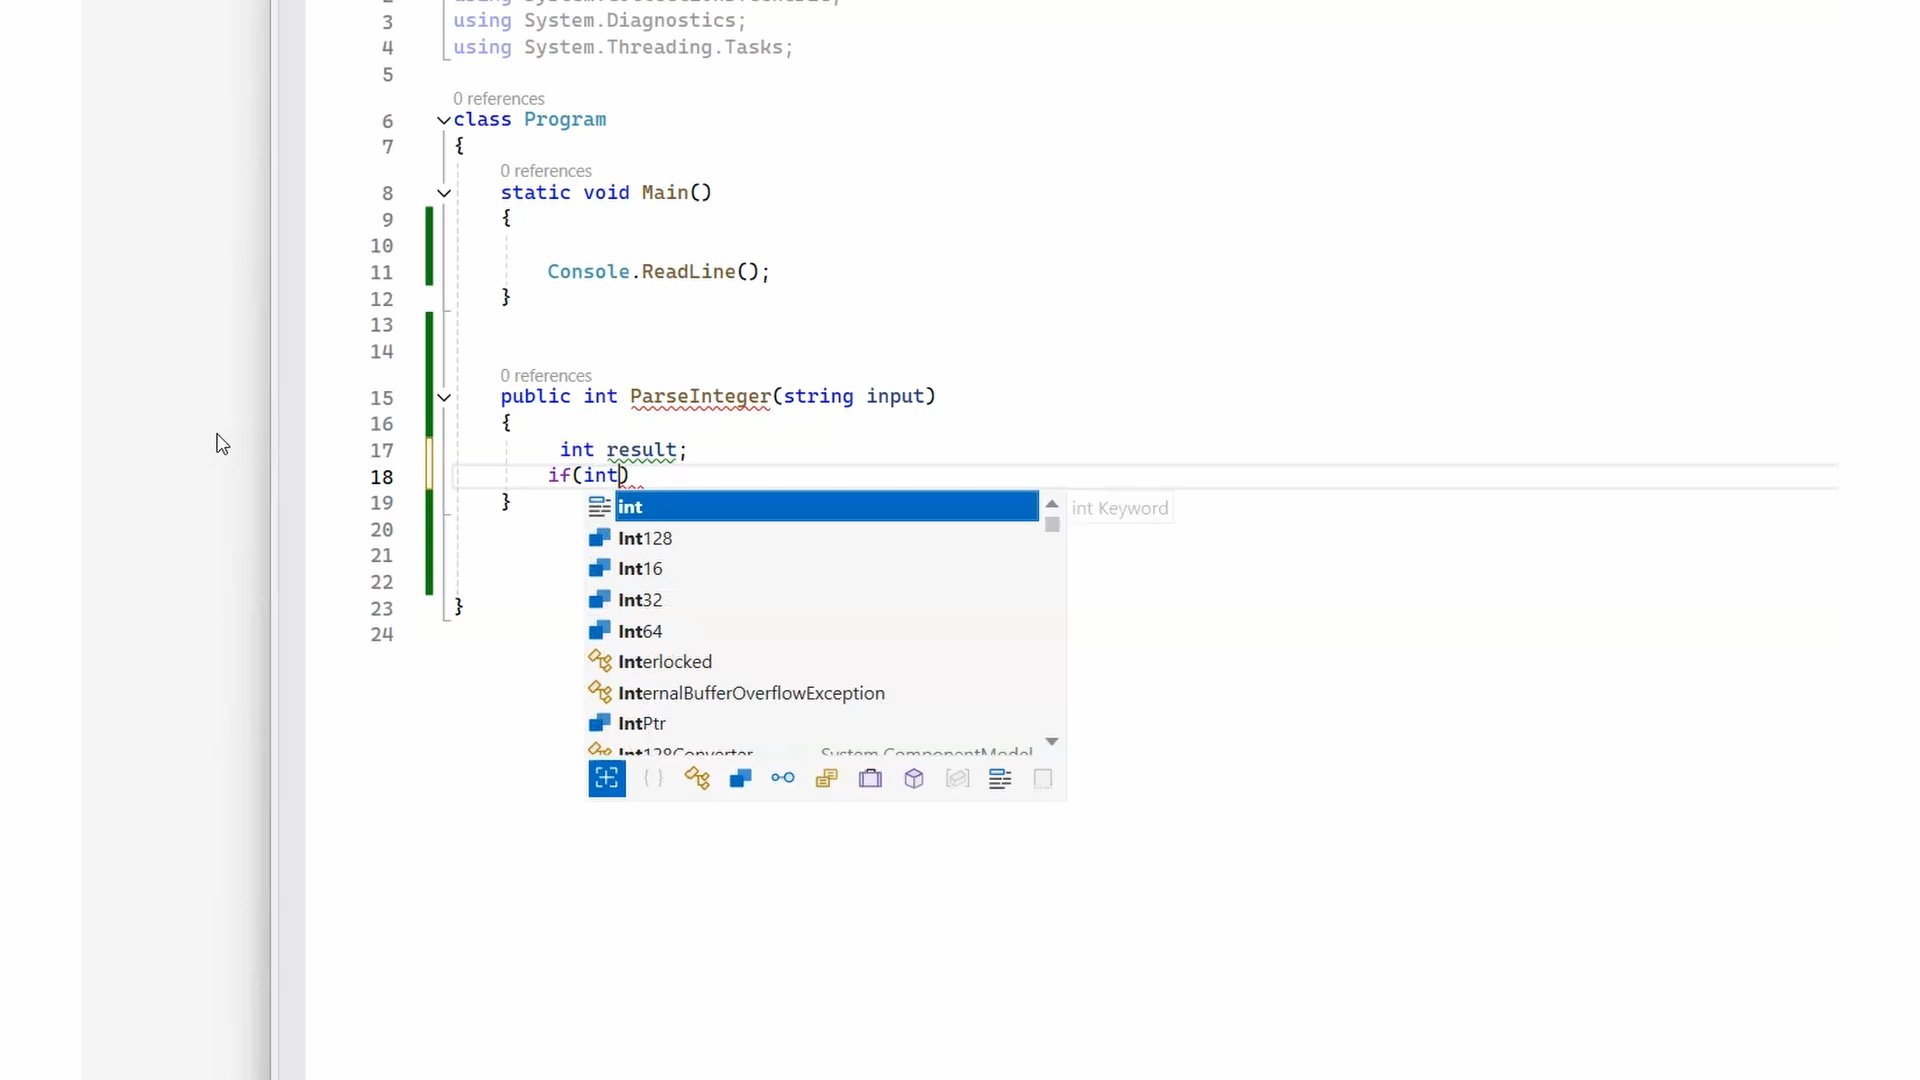 3 using System.Diagnostics;
4 using System.Threading.Tasks;
5
0 references
6 class Program
7 {
0 references
8 static void Main()
9 {
10
11 Console.ReadLine();
12 }
13
14
0 references
15 public int ParseInteger(string input)
16 {
17 int result;
18 if(int)
19 }
20
21
22
23 }
24
int
int Keyword
Int128
Int16
Int32
Int64
Interlocked
InternalBufferOverflowException
IntPtr
Int128Converter System.ComponentModel